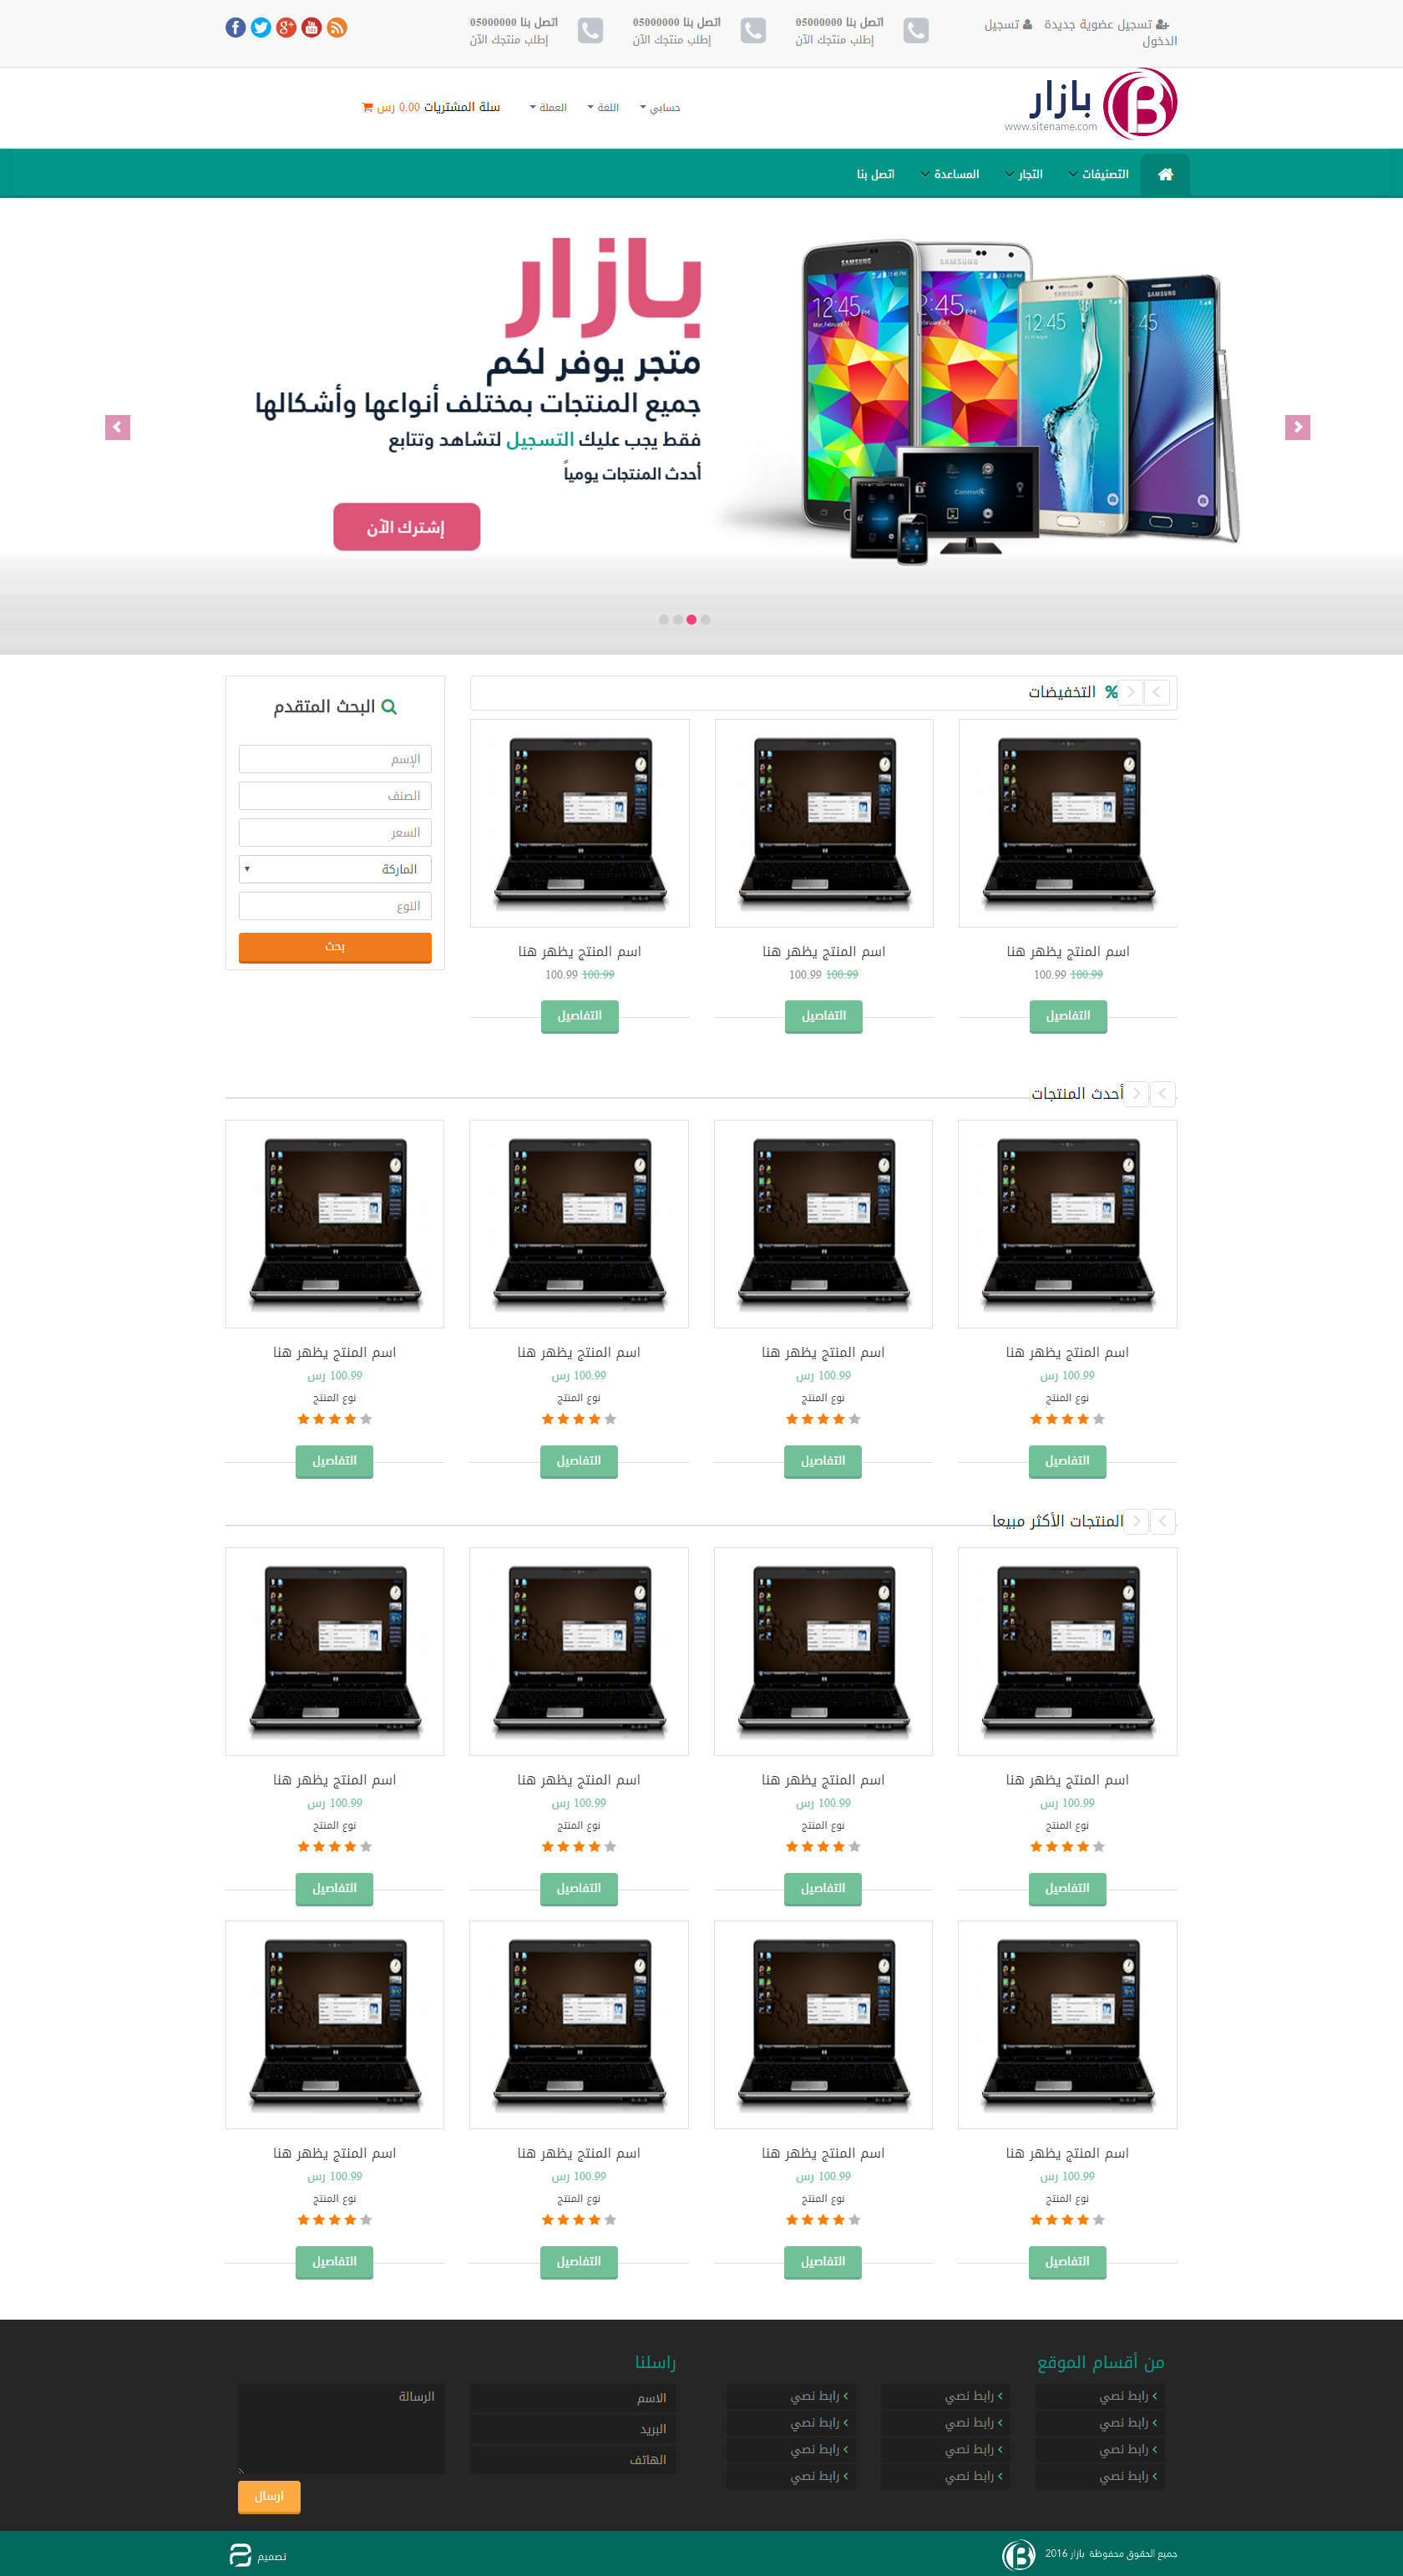 تسجيل عضوية جديدة تسجيل
الدخول
اتصل بنا 05000000
إطلب منتجك الآن
اتصل بنا 05000000
إطلب منتجك الآن
اتصل بنا 05000000
إطلب منتجك الآن
بازار
www.sitename.com
حسابي اللغة العملة
سلة المشتريات 0.00 رس
التصنيفات التجار المساعدة اتصل بنا
بازار
متجر يوفر لكم
جميع المنتجات بمختلف أنواعها وأشكالها
فقط يجب عليك التسجيل لتشاهد وتتابع
أحدث المنتجات يومياً
إشترك الآن
SAMSUNG
SAMSUNG
SAMSUNG
12:45
2:45
12:45
12:45
Control4
% التخفيضات
اسم المنتج يظهر هنا
100.99 100.99
التفاصيل
اسم المنتج يظهر هنا
100.99 100.99
التفاصيل
اسم المنتج يظهر هنا
100.99 100.99
التفاصيل
البحث المتقدم
الإسم
الصنف
السعر
الماركة
النوع
بحث
أحدث المنتجات
اسم المنتج يظهر هنا
100.99 رس
نوع المنتج
التفاصيل
اسم المنتج يظهر هنا
100.99 رس
نوع المنتج
التفاصيل
اسم المنتج يظهر هنا
100.99 رس
نوع المنتج
التفاصيل
اسم المنتج يظهر هنا
100.99 رس
نوع المنتج
التفاصيل
المنتجات الأكثر مبيعا
اسم المنتج يظهر هنا
100.99 رس
نوع المنتج
التفاصيل
اسم المنتج يظهر هنا
100.99 رس
نوع المنتج
التفاصيل
اسم المنتج يظهر هنا
100.99 رس
نوع المنتج
التفاصيل
اسم المنتج يظهر هنا
100.99 رس
نوع المنتج
التفاصيل
اسم المنتج يظهر هنا
100.99 رس
نوع المنتج
التفاصيل
اسم المنتج يظهر هنا
100.99 رس
نوع المنتج
التفاصيل
اسم المنتج يظهر هنا
100.99 رس
نوع المنتج
التفاصيل
اسم المنتج يظهر هنا
100.99 رس
نوع المنتج
التفاصيل
من أقسام الموقع
رابط نصي
رابط نصي
رابط نصي
رابط نصي
رابط نصي
رابط نصي
رابط نصي
رابط نصي
رابط نصي
رابط نصي
رابط نصي
رابط نصي
راسلنا
الاسم
البريد
الهاتف
الرسالة
ارسال
جميع الحقوق محفوظة بازار 2016
تصميم